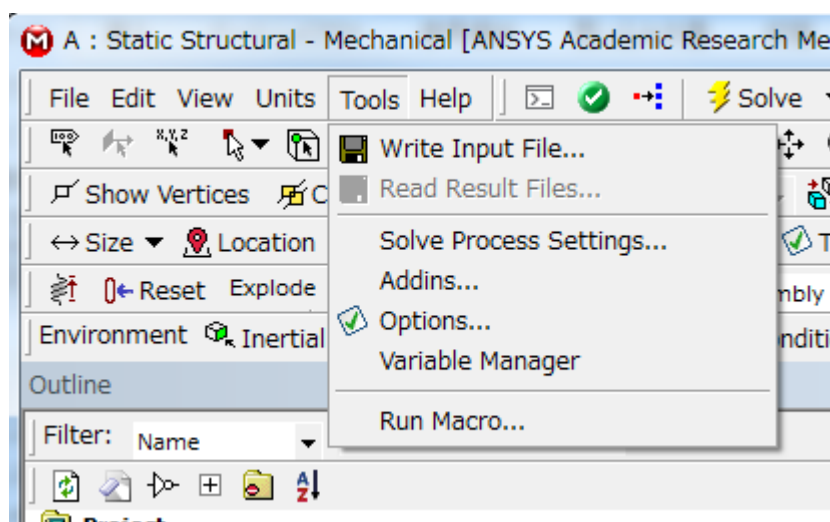 A : Static Structural - Mechanical [ANSYS Academic Research Me
File Edit View Units Tools Help Solve
Write Input File...
Show Vertices
Read Result Files...
Size Location
Solve Process Settings...
Reset Explode
Addins...
Options...
Environment Inertial
Variable Manager
Outline
Run Macro...
Filter: Name
Project